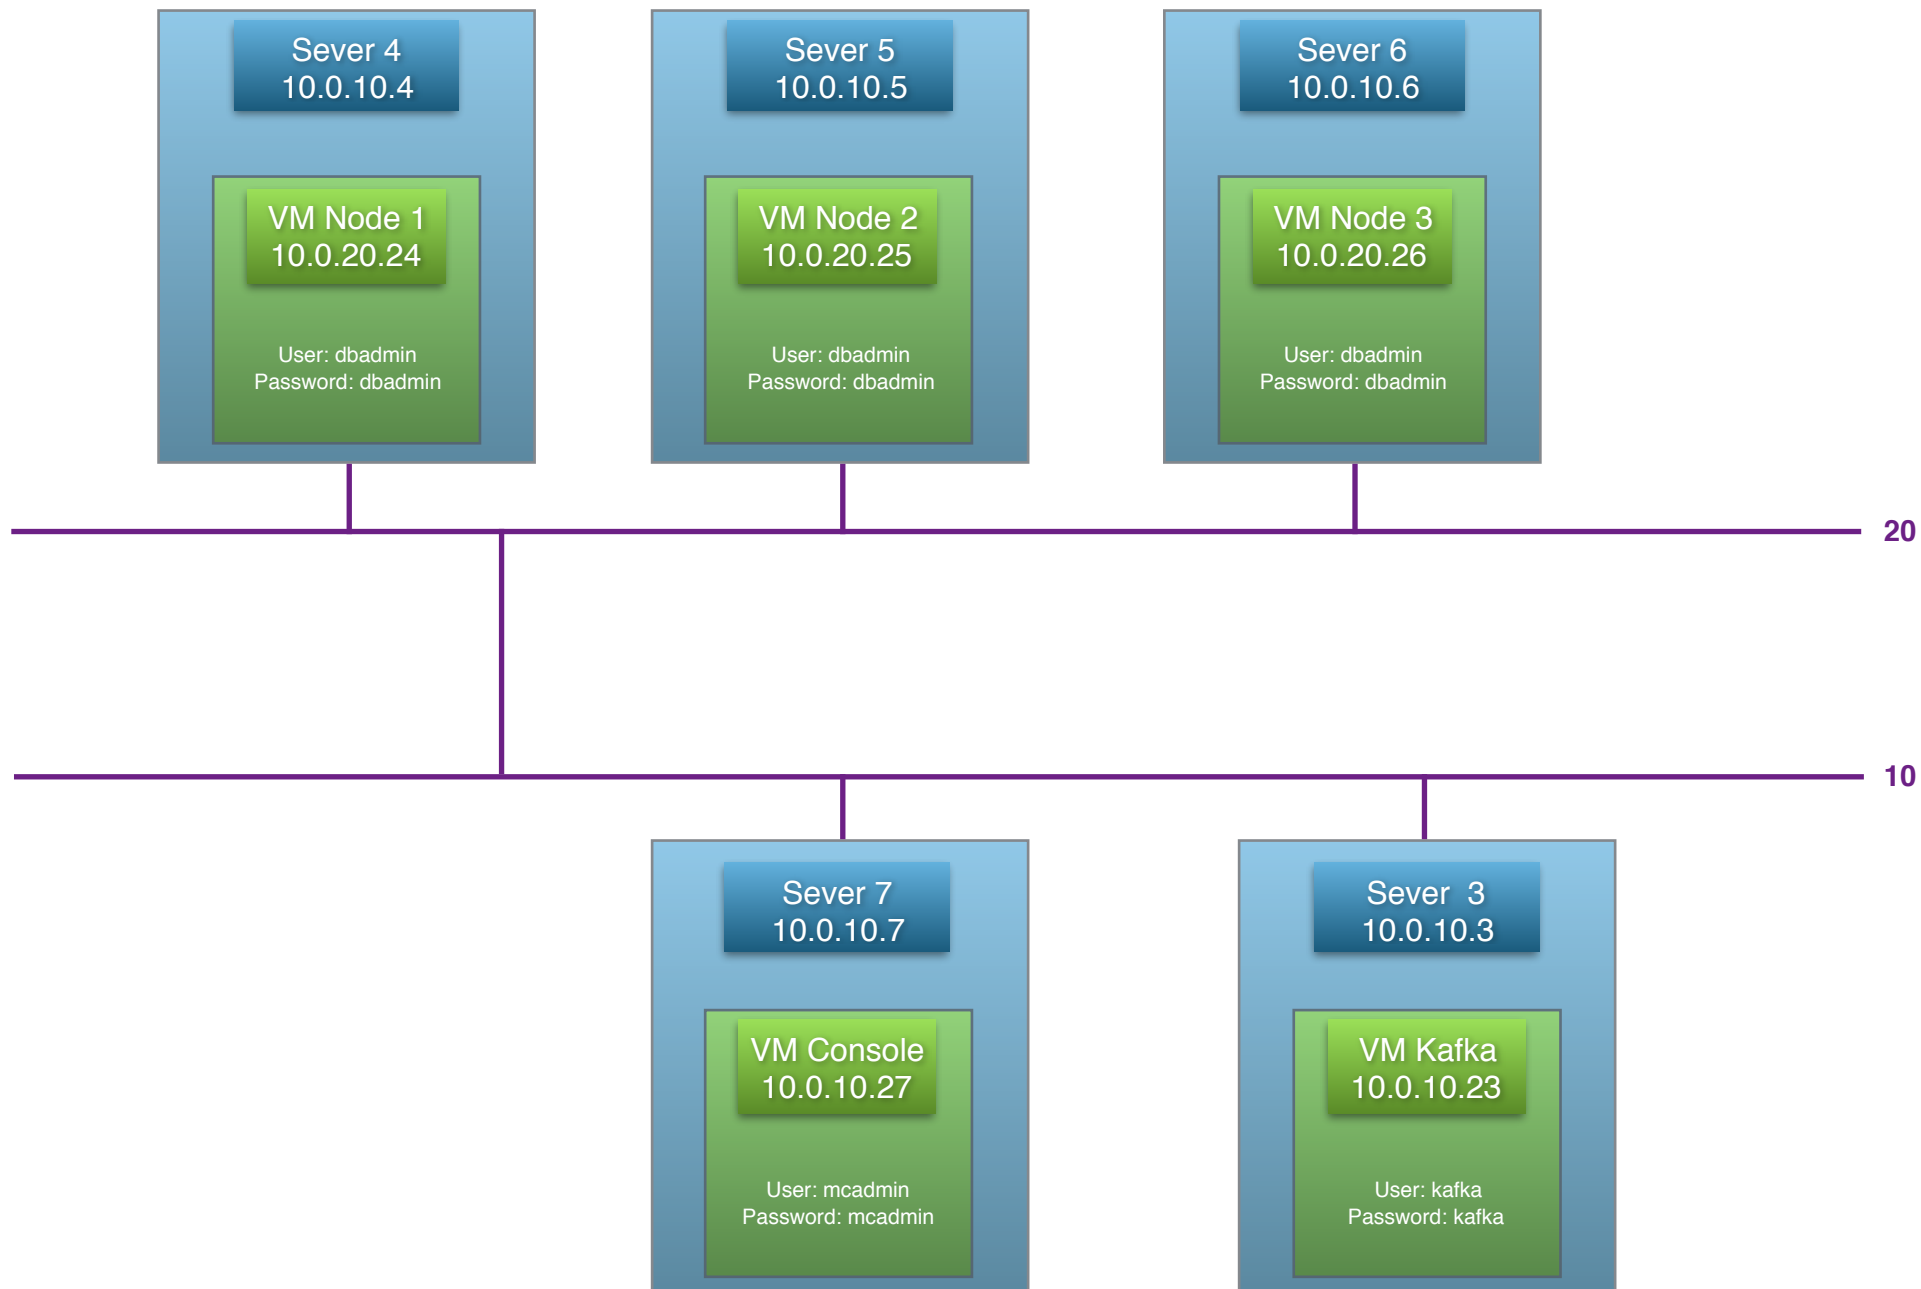 Sever 4
10.0.10.4
VM Node 1
10.0.20.24
User: dbadmin
Password: dbadmin
Sever 5
10.0.10.5
VM Node 2
10.0.20.25
User: dbadmin
Password: dbadmin
Sever 6
10.0.10.6
VM Node 3
10.0.20.26
User: dbadmin
Password: dbadmin
20
10
Sever 7
10.0.10.7
VM Console
10.0.10.27
User: mcadmin
Password: mcadmin
Sever  3
10.0.10.3
VM Kafka
10.0.10.23
User: kafka
Password: kafka